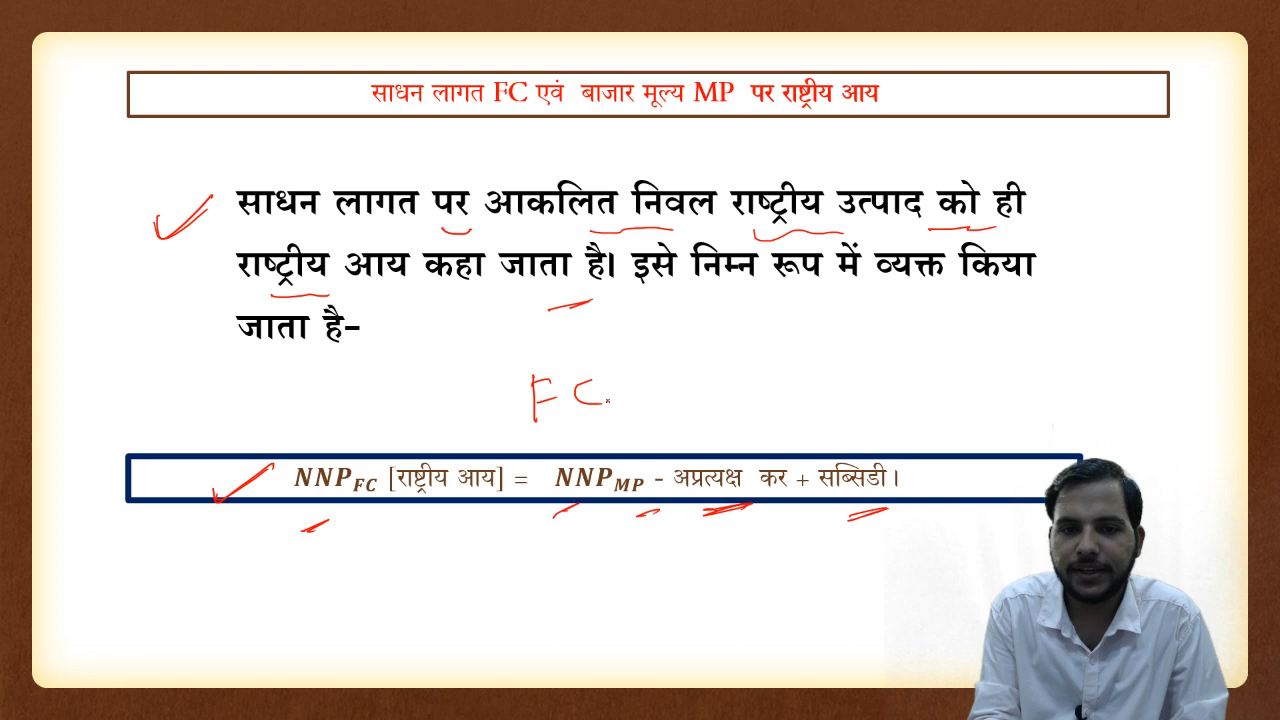 साधन लागत FC एवं बाजार मूल्य MP पर राष्ट्रीय आय
साधन लागत पर आकलित निवल राष्ट्रीय उत्पाद को ही
राष्ट्रीय आय कहा जाता है। इसे निम्न रूप में व्यक्त किया
जाता है-
FC
NNP_FC [राष्ट्रीय आय] = NNP_MP - अप्रत्यक्ष कर + सब्सिडी।